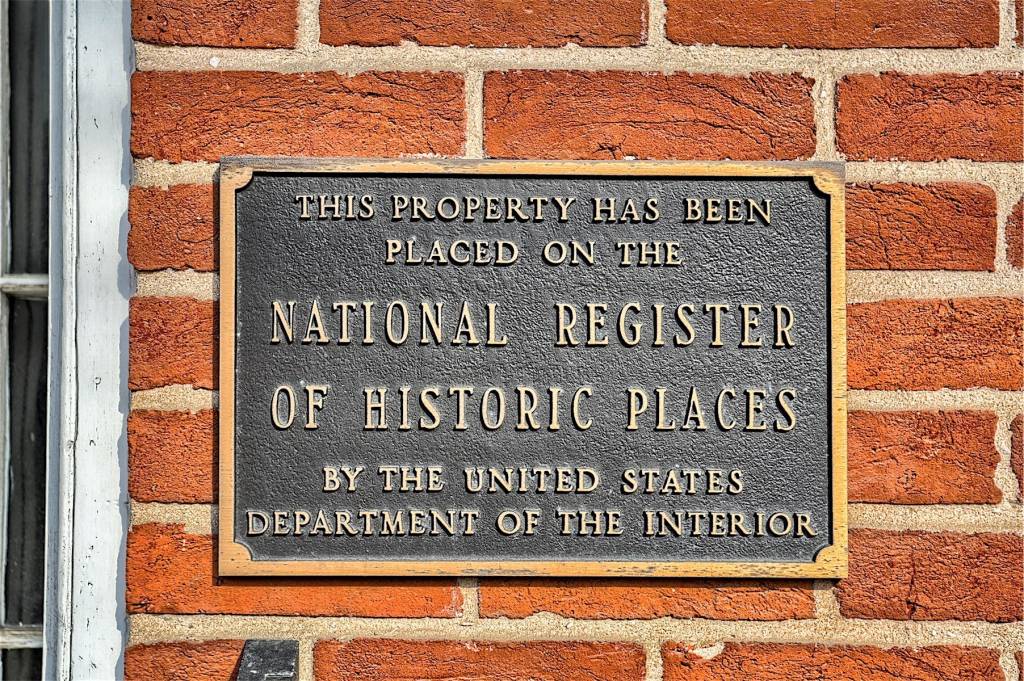 THIS PROPERTY HAS BEEN
PLACED ON THE
NATIONAL REGISTER
OF HISTORIC PLACES
BY THE UNITED STATES
DEPARTMENT OF THE INTERIOR